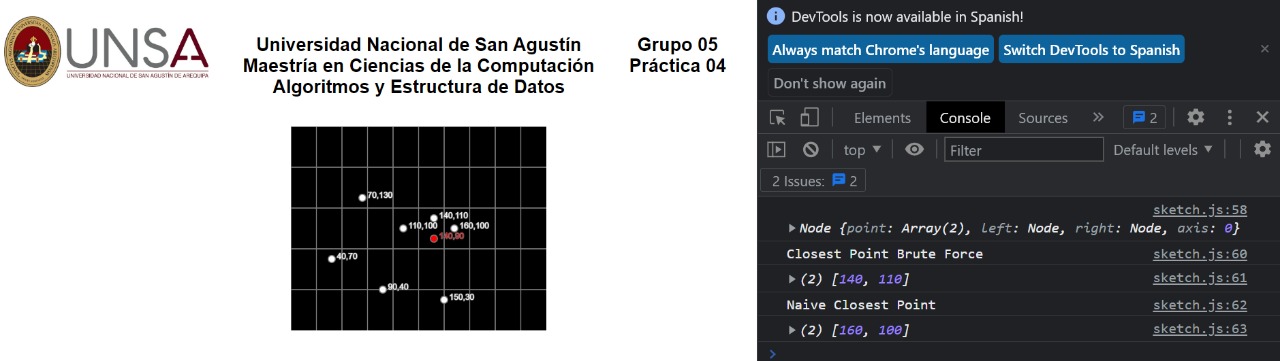 UNSA
UNIVERSIDAD NACIONAL DE SAN AGUSTÍN DE AREQUIPA
Universidad Nacional de San Agustín
Maestría en Ciencias de la Computación
Algoritmos y Estructura de Datos
Grupo 05
Práctica 04
70,130
140,110
110,100
160,100
140,90
40,70
90,40
150,30
DevTools is now available in Spanish!
Always match Chrome's language
Switch DevTools to Spanish
×
Don't show again
Elements
Console
Sources
»
2
top
Filter
Default levels
2 Issues:
2
sketch.js:58
Node {point: Array(2), left: Node, right: Node, axis: 0}
Closest Point Brute Force
sketch.js:60
(2) [140, 110]
sketch.js:61
Naive Closest Point
sketch.js:62
(2) [160, 100]
sketch.js:63